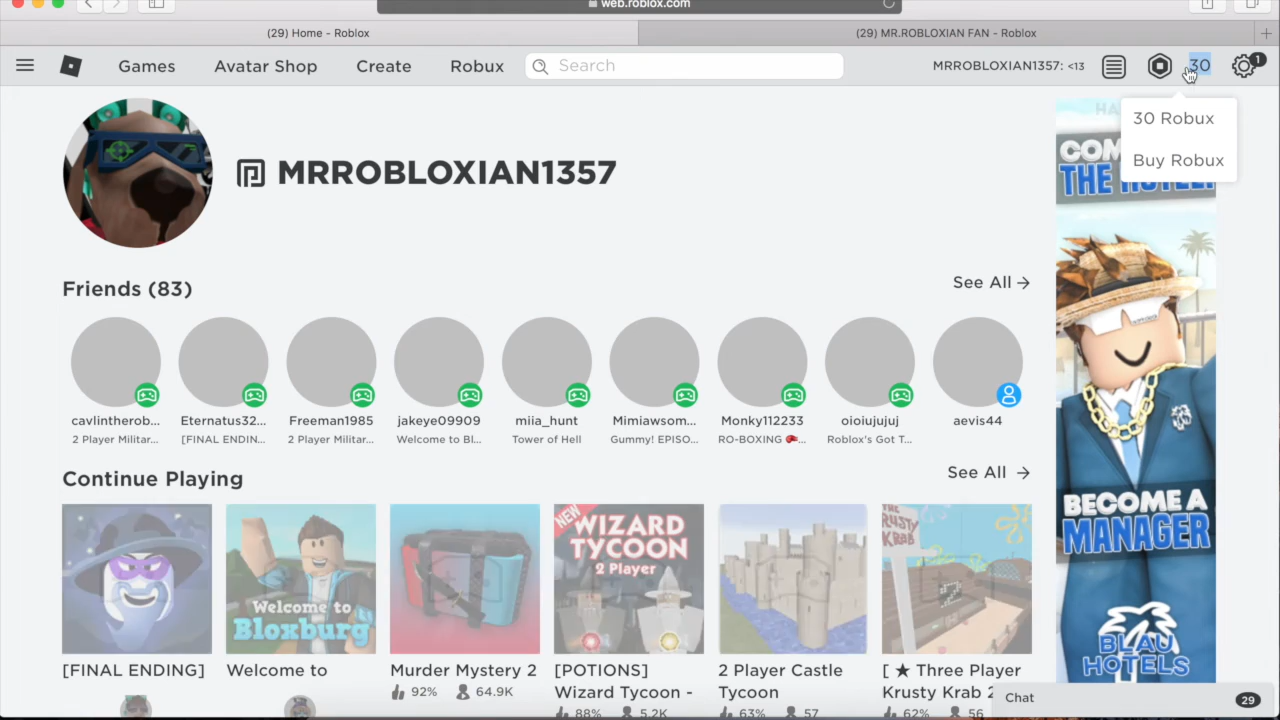 web.roblox.com
(29) Home - Roblox
(29) MR.ROBLOXIAN FAN - Roblox
Games
Avatar Shop
Create
Robux
Search
MRROBLOXIAN1357: <13
30
1
30 Robux
Buy Robux
MRROBLOXIAN1357
Friends (83)
See All
cavlintherob...
Eternatus32...
Freeman1985
jakeye09909
miia_hunt
Mimiawsom...
Monky112233
oioiujujuj
aevis44
2 Player Militar...
[FINAL ENDIN...
2 Player Militar...
Welcome to Bl...
Tower of Hell
Gummy! EPISO...
RO-BOXING 🥊...
Roblox's Got T...
Continue Playing
See All
Welcome to
Bloxburg
NEW
WIZARD
TYCOON
2 Player
THE
RUSTY
KRAB
[FINAL ENDING]
Welcome to
Murder Mystery 2
92% 64.9K
[POTIONS]
Wizard Tycoon -
88% 5.2K
2 Player Castle
Tycoon
63% 57
[ ★ Three Player
Krusty Krab 2
62% 56
THE HOTEL!
BECOME A
MANAGER
BLAU
HOTELS
Chat
29